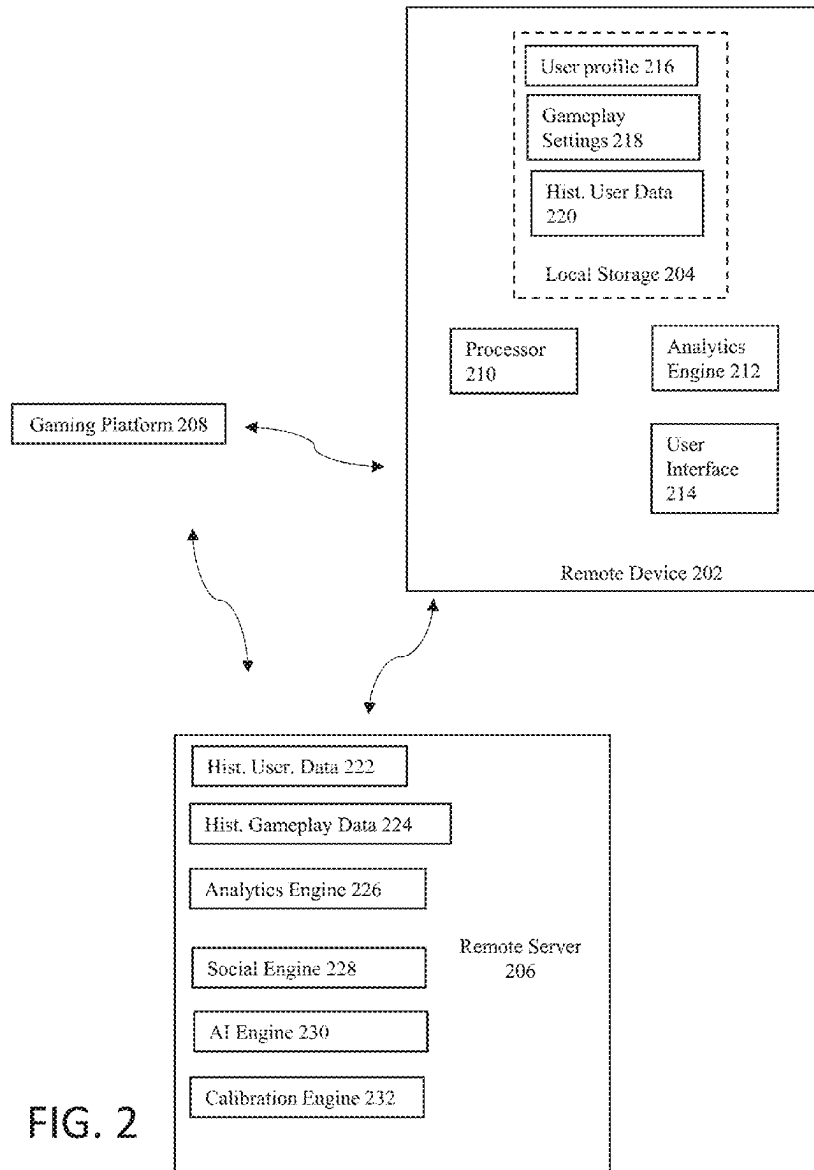 User profile 216
Gameplay
Settings 218
Hist. User Data
220
Local Storage 204
Processor
210
Analytics
Engine 212
Gaming Platform 208
User
Interface
214
Remote Device 202
Hist. User. Data 222
Hist. Gameplay Data 224
Analytics Engine 226
Remote Server
206
Social Engine 228
AI Engine 230
Calibration Engine 232
FIG. 2